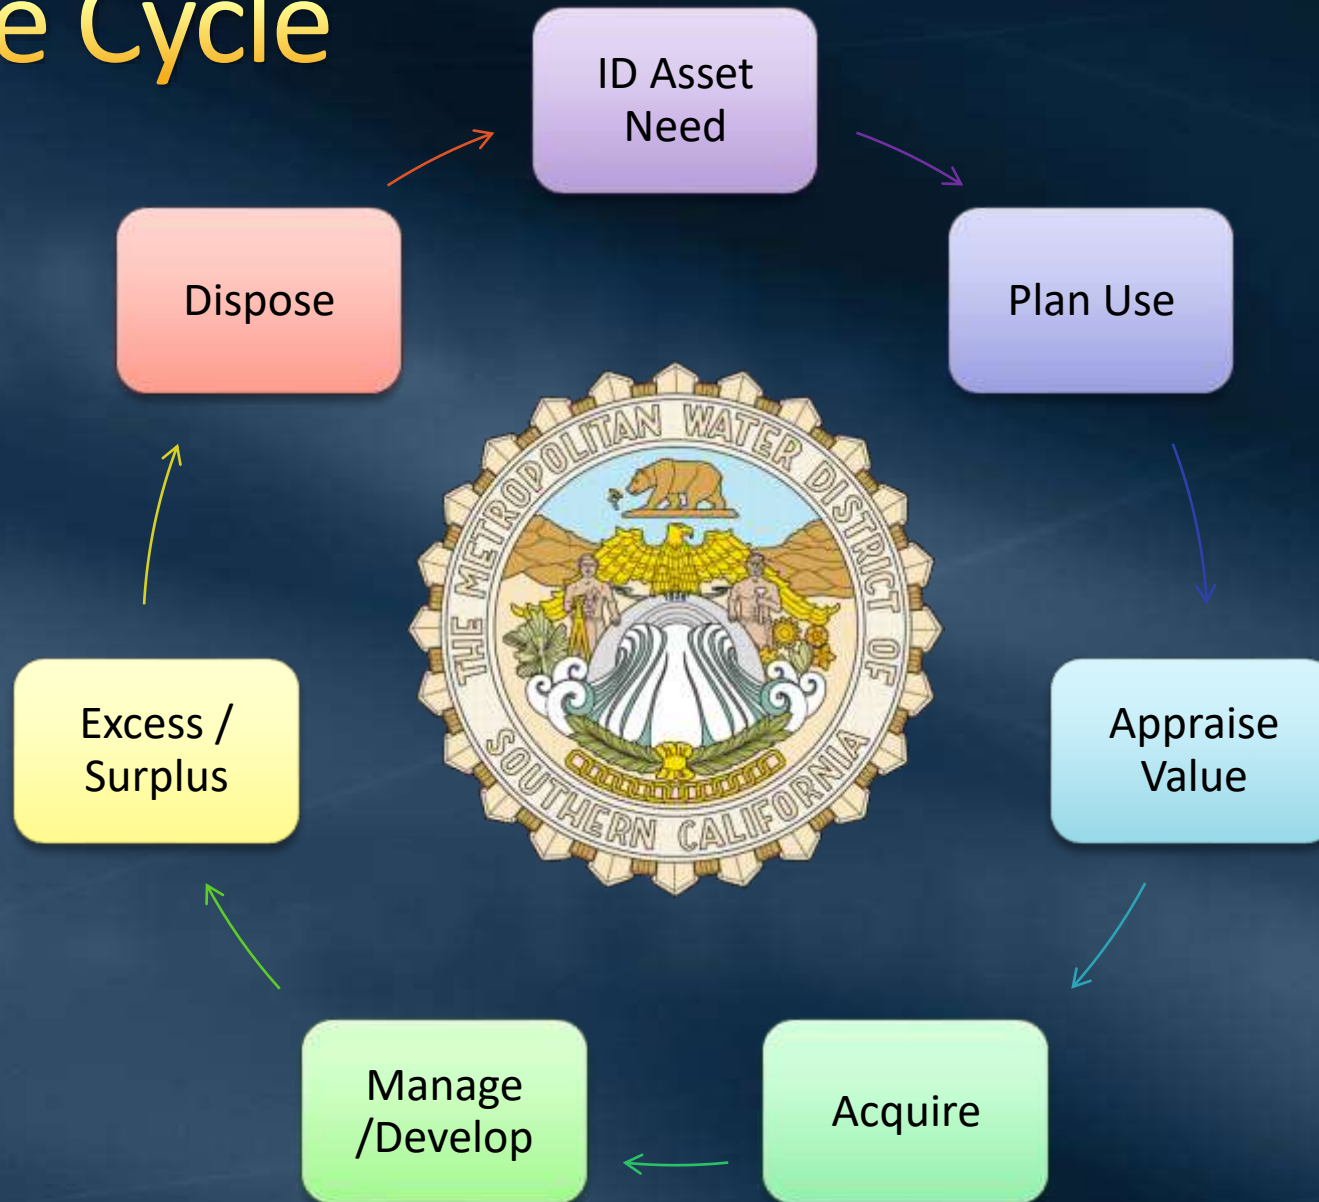 e Cycle
ID Asset
Need
Plan Use
Appraise
Value
Acquire
Manage
/Develop
Excess /
Surplus
Dispose
THE METROPOLITAN WATER DISTRICT OF
SOUTHERN CALIFORNIA